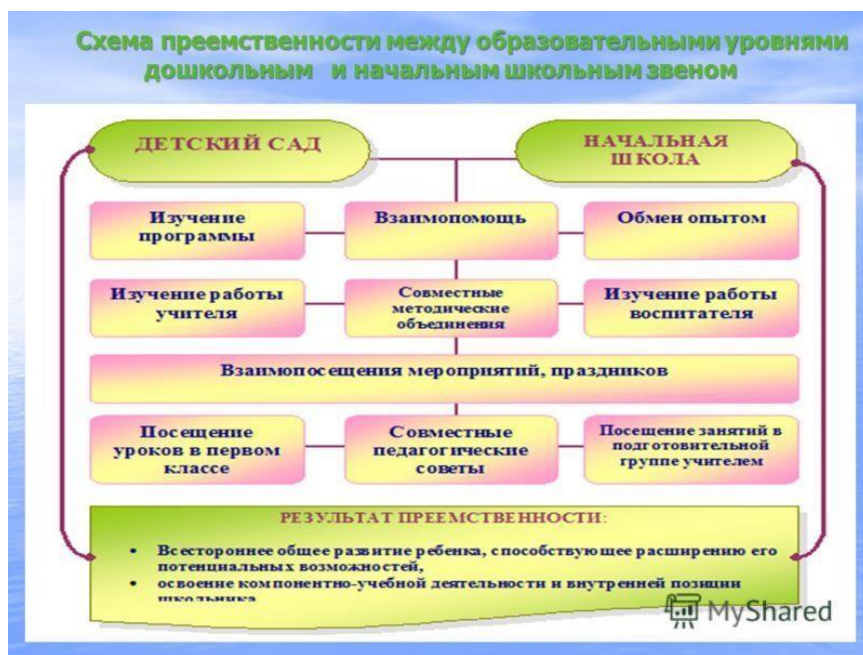 Схема преемственности между образовательными уровнями
дошкольным и начальным школьным звеном
ДЕТСКИЙ САД
НАЧАЛЬНАЯ
ШКОЛА
Изучение
программы
Взаимопомощь
Обмен опытом
Изучение работы
учителя
Совместные
методические
объединения
Изучение работы
воспитателя
Взаимопосещения мероприятий, праздников
Посещение
уроков в первом
классе
Совместные
педагогические
советы
Посещение занятий в
подготовительной
группе учителем
РЕЗУЛЬТАТ ПРЕЕМСТВЕННОСТИ:
• Всестороннее общее развитие ребенка, способствующее расширению его
потенциальных возможностей,
• освоение компонентно-учебной деятельности и внутренней позиции
школьника
MyShared